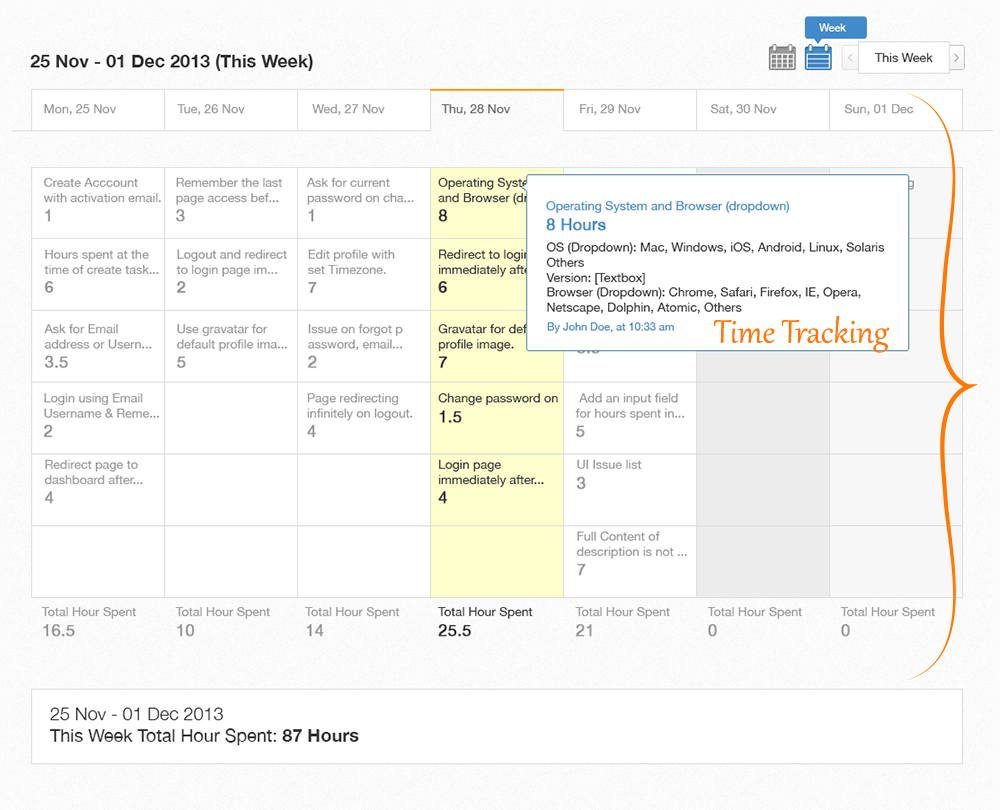 Week
25 Nov - 01 Dec 2013 (This Week)
This Week
Mon, 25 Nov
Tue, 26 Nov
Wed, 27 Nov
Thu, 28 Nov
Fri, 29 Nov
Sat, 30 Nov
Sun, 01 Dec
Create Acccount
with activation email.
1
Remember the last
page access bef...
3
Ask for current
password on cha...
1
Operating Syste
and Browser (dr
8
Operating System and Browser (dropdown)
8 Hours
OS (Dropdown): Mac, Windows, iOS, Android, Linux, Solaris
Others
Version: [Textbox]
Browser (Dropdown): Chrome, Safari, Firefox, IE, Opera,
Netscape, Dolphin, Atomic, Others
By John Doe, at 10:33 am
Time Tracking
Hours spent at the
time of create task...
6
Logout and redirect
to login page im...
2
Edit profile with
set Timezone.
7
Redirect to login
immediately afte
6
Ask for Email
address or Usern...
3.5
Use gravatar for
default profile ima...
5
Issue on forgot p
assword, email...
2
Gravatar for def
profile image.
7
Login using Email
Username & Reme...
2
Page redirecting
infinitely on logout.
4
Change password on
1.5
Add an input field
for hours spent in...
5
Redirect page to
dashboard after...
4
Login page
immediately after...
4
UI Issue list
3
Full Content of
description is not ...
7
Total Hour Spent
16.5
Total Hour Spent
10
Total Hour Spent
14
Total Hour Spent
25.5
Total Hour Spent
21
Total Hour Spent
0
Total Hour Spent
0
25 Nov - 01 Dec 2013
This Week Total Hour Spent: 87 Hours